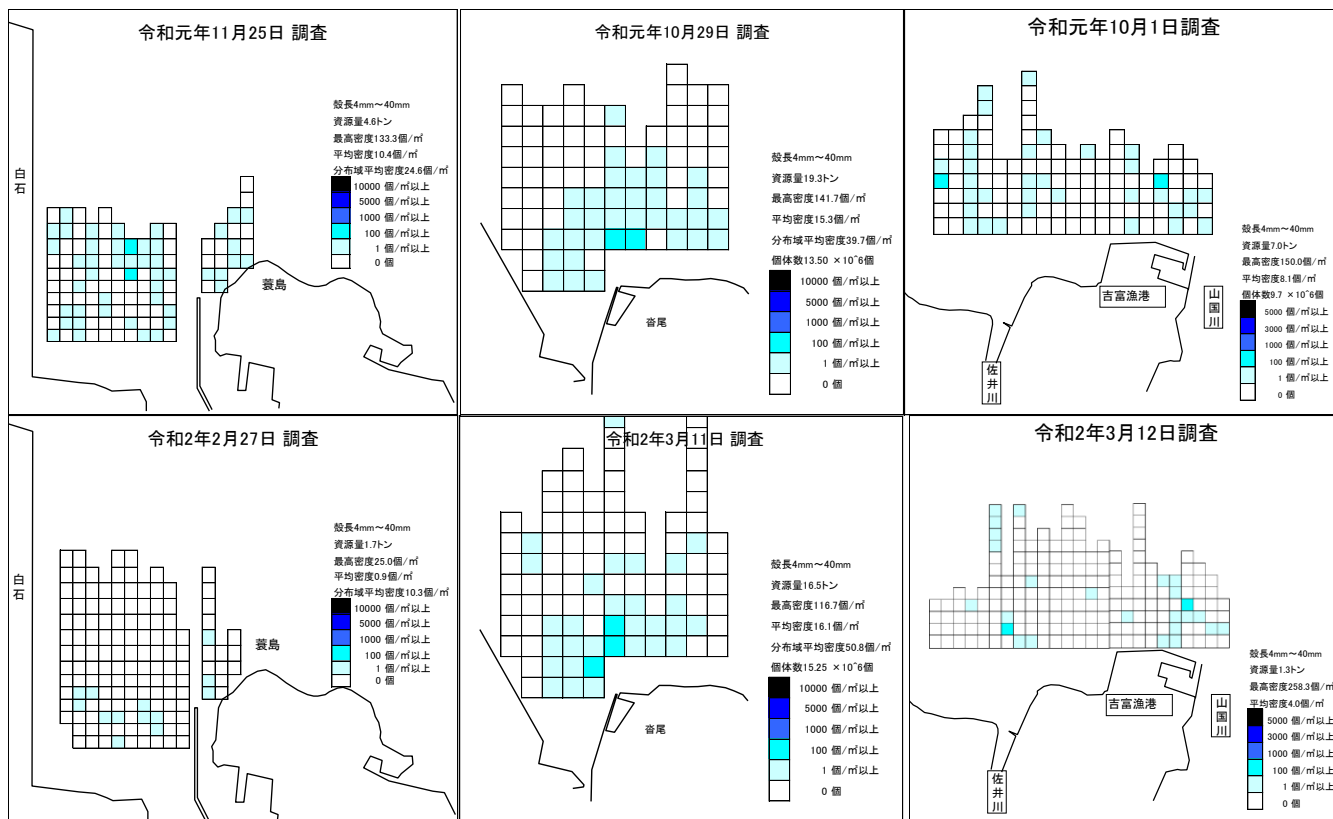 令和元年11月25日 調査
殻長4mm～40mm
資源量4.6トン
最高密度133.3個/㎡
平均密度10.4個/㎡
分布域平均密度24.6個/㎡
10000 個/㎡以上
5000 個/㎡以上
1000 個/㎡以上
100 個/㎡以上
1 個/㎡以上
0 個
白石
蓑島
令和元年10月29日 調査
殻長4mm～40mm
資源量19.3トン
最高密度141.7個/㎡
平均密度15.3個/㎡
分布域平均密度39.7個/㎡
個体数13.50 ×10^6個
10000 個/㎡以上
5000 個/㎡以上
1000 個/㎡以上
100 個/㎡以上
1 個/㎡以上
0 個
沓尾
令和元年10月1日調査
殻長4mm～40mm
資源量7.0トン
最高密度150.0個/㎡
平均密度8.1個/㎡
個体数9.7 ×10^6個
5000 個/㎡以上
3000 個/㎡以上
1000 個/㎡以上
100 個/㎡以上
1 個/㎡以上
0 個
吉富漁港
山国川
佐井川
令和2年2月27日 調査
殻長4mm～40mm
資源量1.7トン
最高密度25.0個/㎡
平均密度0.9個/㎡
分布域平均密度10.3個/㎡
10000 個/㎡以上
5000 個/㎡以上
1000 個/㎡以上
100 個/㎡以上
1 個/㎡以上
0 個
白石
蓑島
令和2年3月11日 調査
殻長4mm～40mm
資源量16.5トン
最高密度116.7個/㎡
平均密度16.1個/㎡
分布域平均密度50.8個/㎡
個体数15.25 ×10^6個
10000 個/㎡以上
5000 個/㎡以上
1000 個/㎡以上
100 個/㎡以上
1 個/㎡以上
0 個
沓尾
令和2年3月12日調査
殻長4mm～40mm
資源量1.3トン
最高密度258.3個/㎡
平均密度4.0個/㎡
5000 個/㎡以上
3000 個/㎡以上
1000 個/㎡以上
100 個/㎡以上
1 個/㎡以上
0 個
吉富漁港
山国川
佐井川